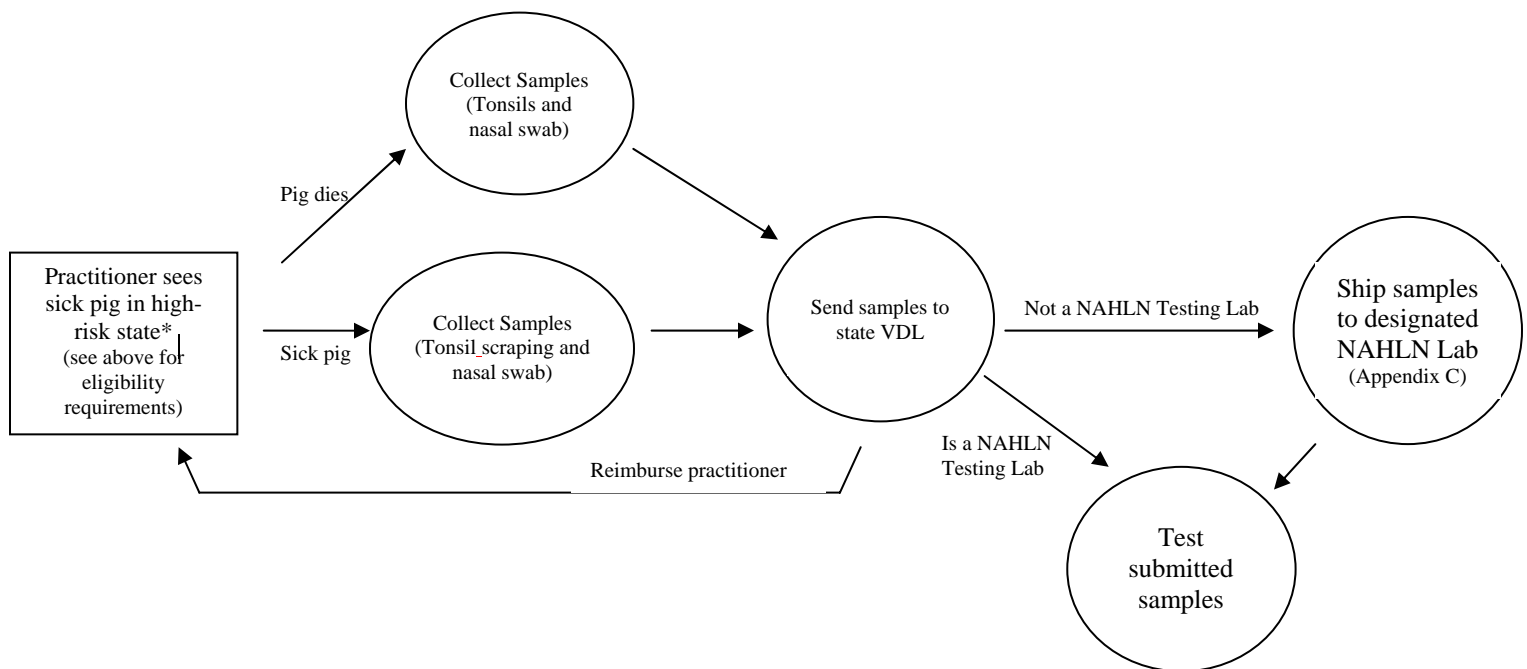 Collect Samples
(Tonsils and
nasal swab)
Pig dies
Practitioner sees
sick pig in high-
risk state*
(see above for
eligibility
requirements)
Sick pig
Collect Samples
(Tonsil scraping and
nasal swab)
Send samples to
state VDL
Not a NAHLN Testing Lab
Ship samples
to designated
NAHLN Lab
(Appendix C)
Is a NAHLN
Testing Lab
Reimburse practitioner
Test
submitted
samples